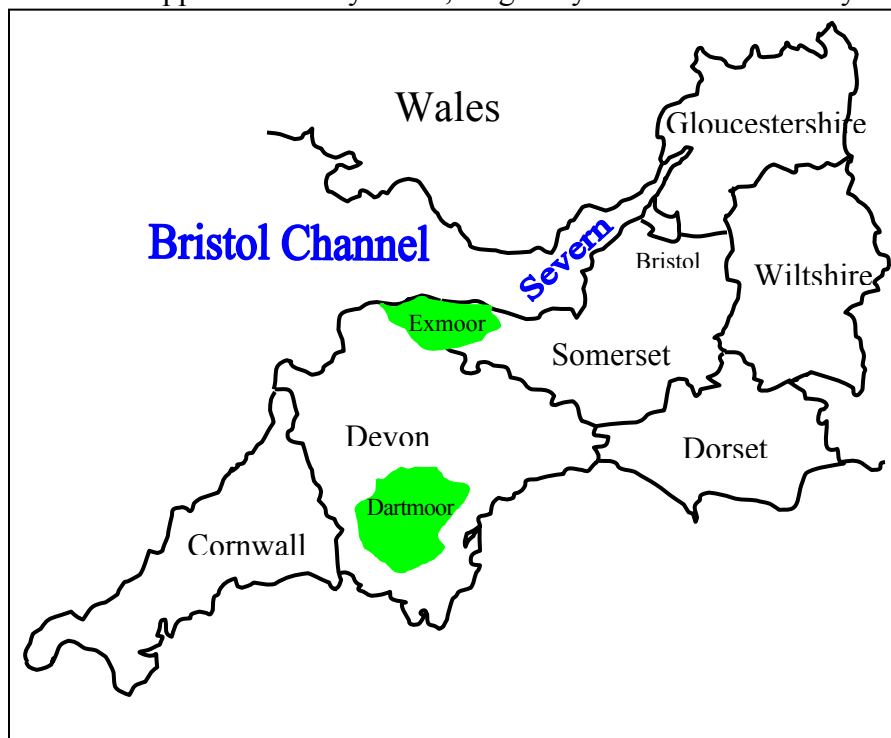 Wales
Gloucestershire
Bristol Channel
Severn
Bristol
Wiltshire
Exmoor
Somerset
Devon
Dorset
Dartmoor
Cornwall